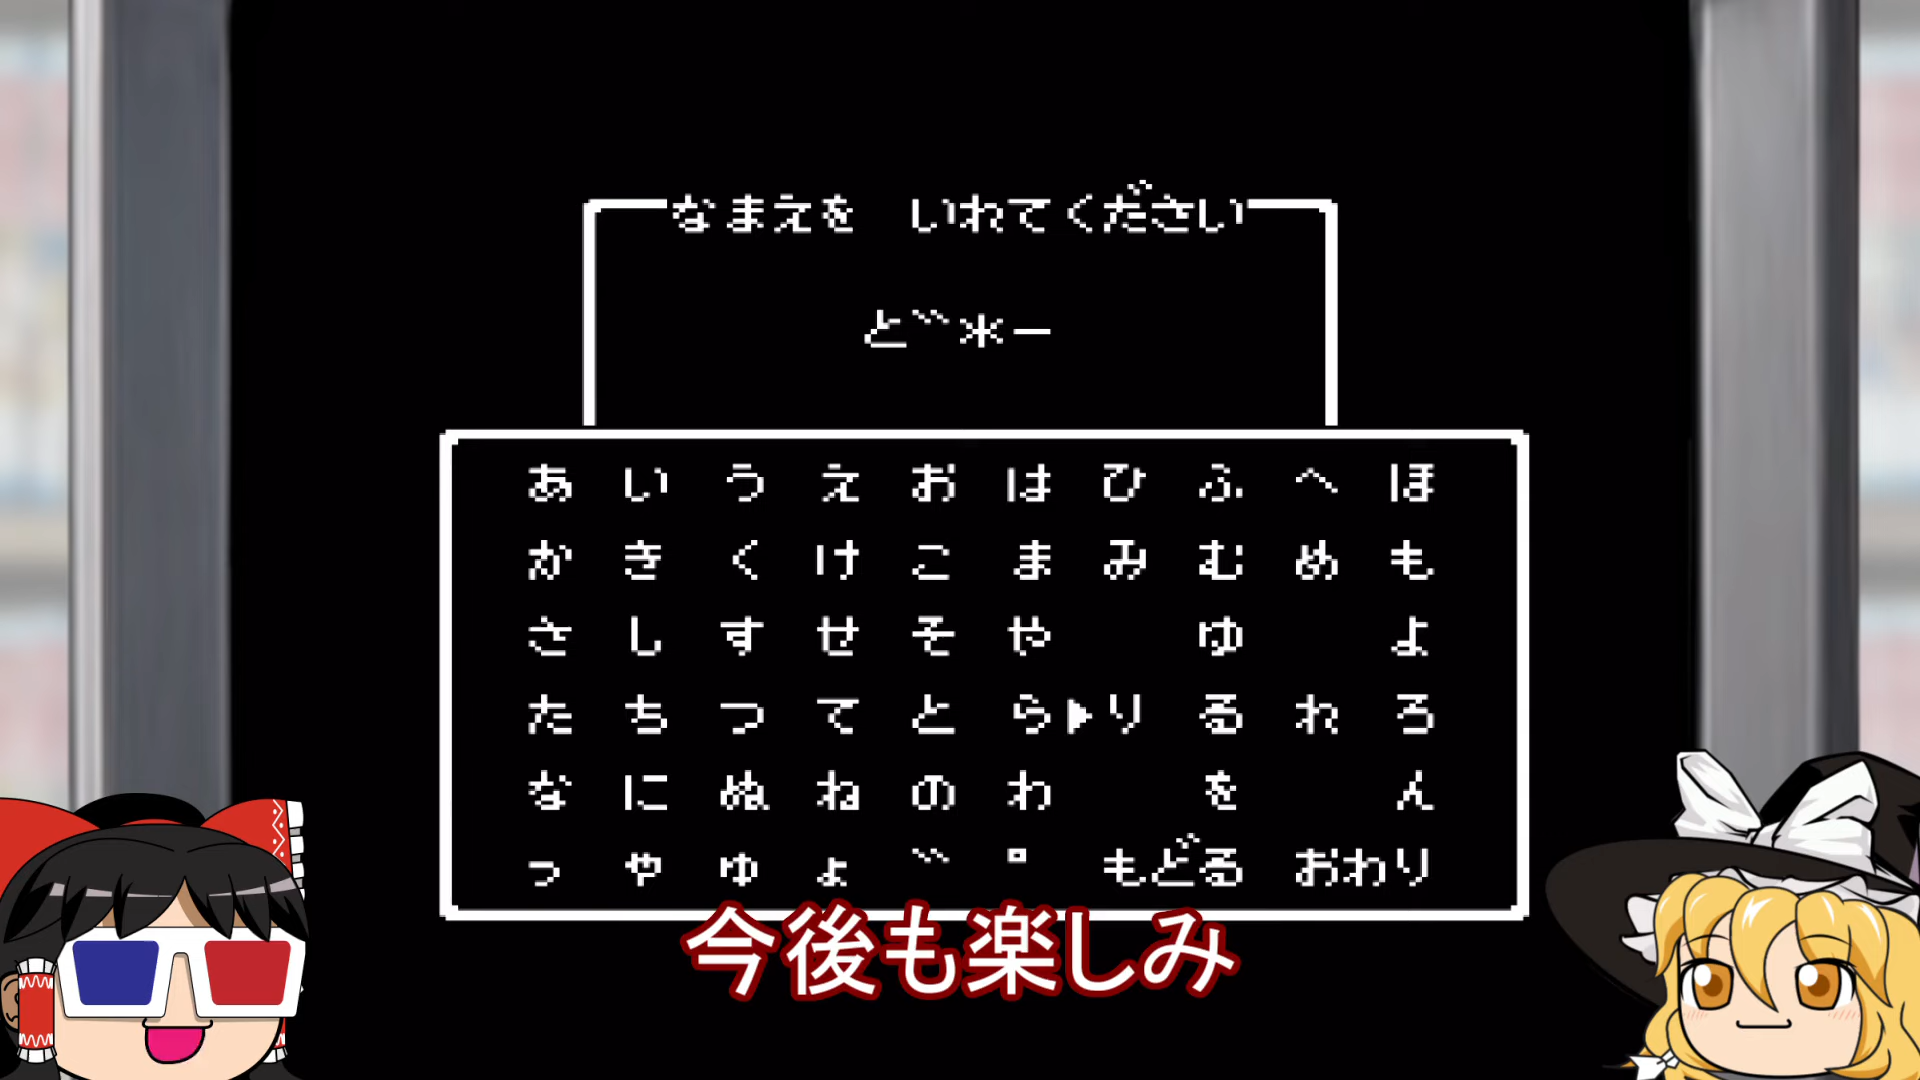 なまえを いれてください
ど*ー
あ い う え お は ひ ふ へ ほ
か き く け こ ま み む め も
さ し す せ そ や ゆ よ
た ち つ て と ら ▶り る れ ろ
な に ぬ ね の わ を ん
っ ゃ ゅ ょ ゛ ゜ もどる おわり
今後も楽しみ